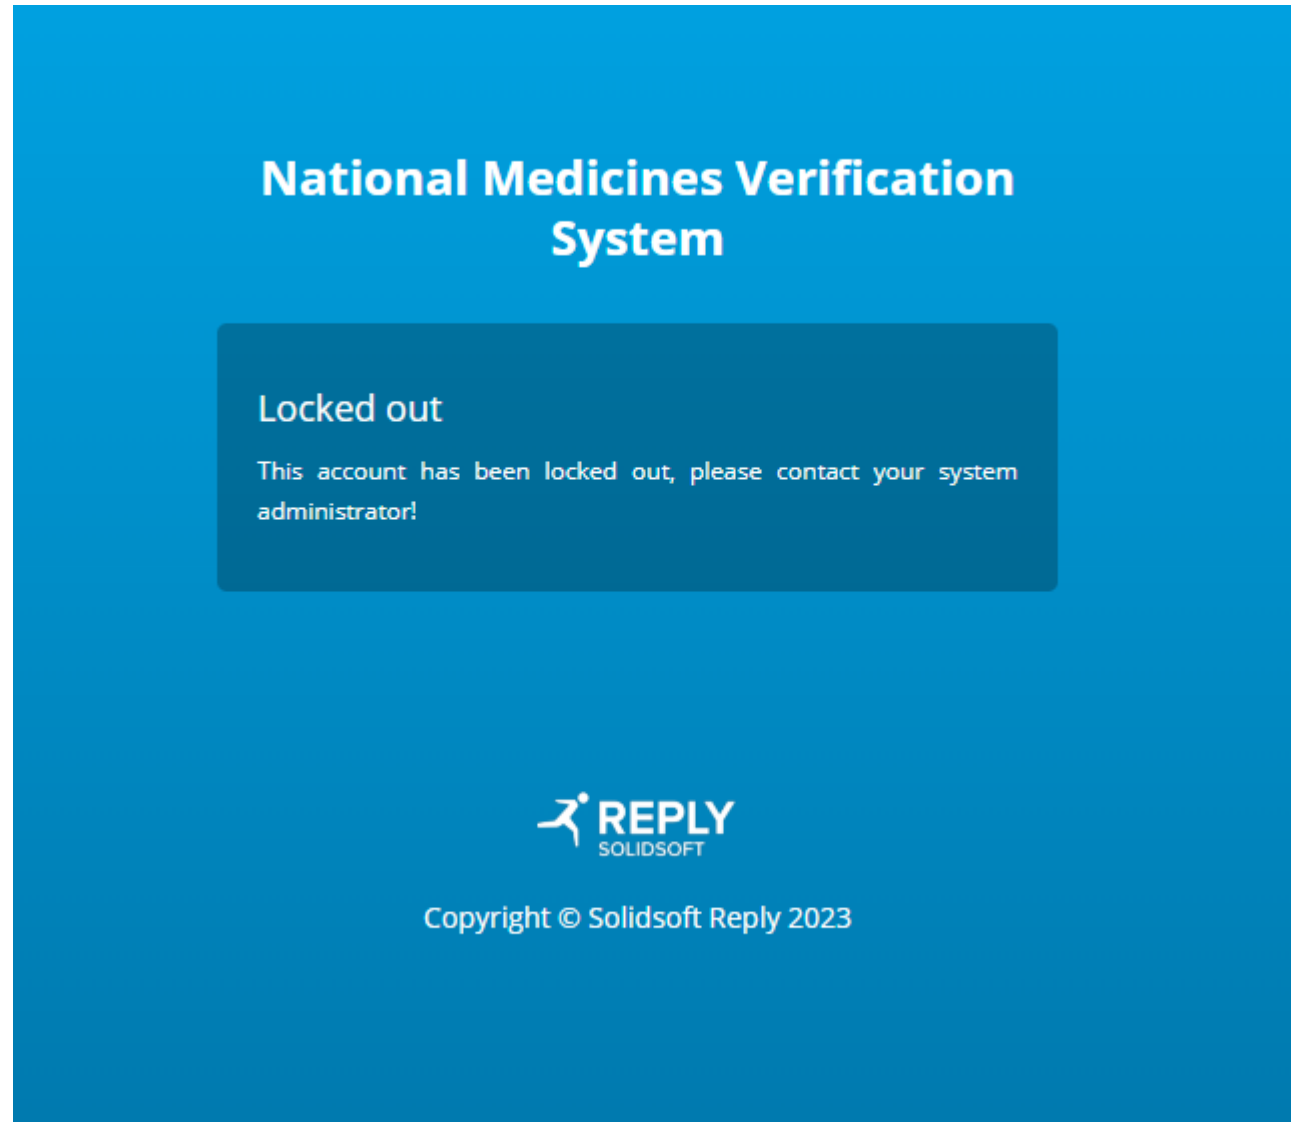 National Medicines Verification
System
Locked out
This account has been locked out, please contact your system
administrator!
REPLY
SOLIDSOFT
Copyright © Solidsoft Reply 2023